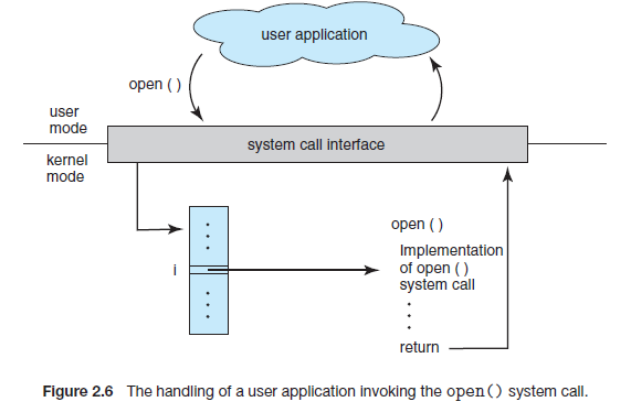 user application
open ( )
user
mode
system call interface
kernel
mode
open ( )
Implementation
i
of open ( )
system call
return
Figure 2.6 The handling of a user application invoking the open() system call.